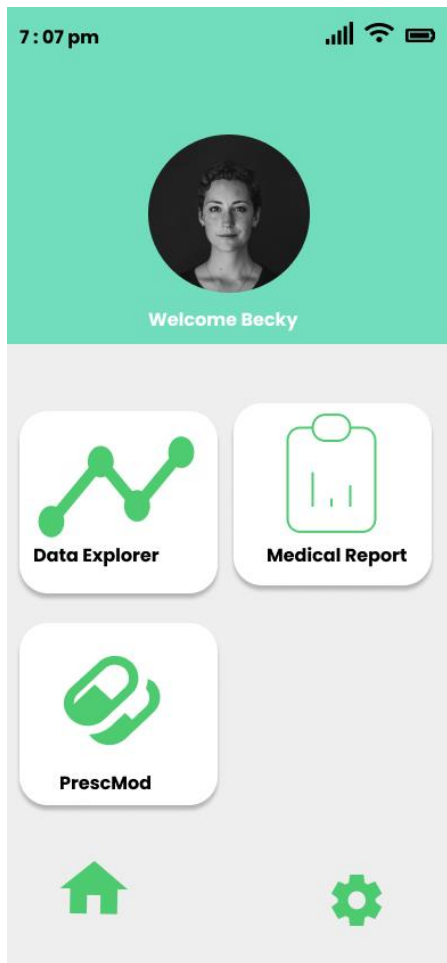 7 : 07 pm
Welcome Becky
Data Explorer
Medical Report
PrescMod